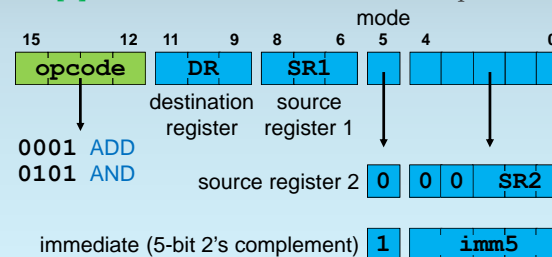 mode
15 12 11 9 8 6 5 4 0
opcode DR SR1
destination register
source register 1
0001 ADD
0101 AND
source register 2 0 0 0 SR2
immediate (5-bit 2's complement) 1 imm5